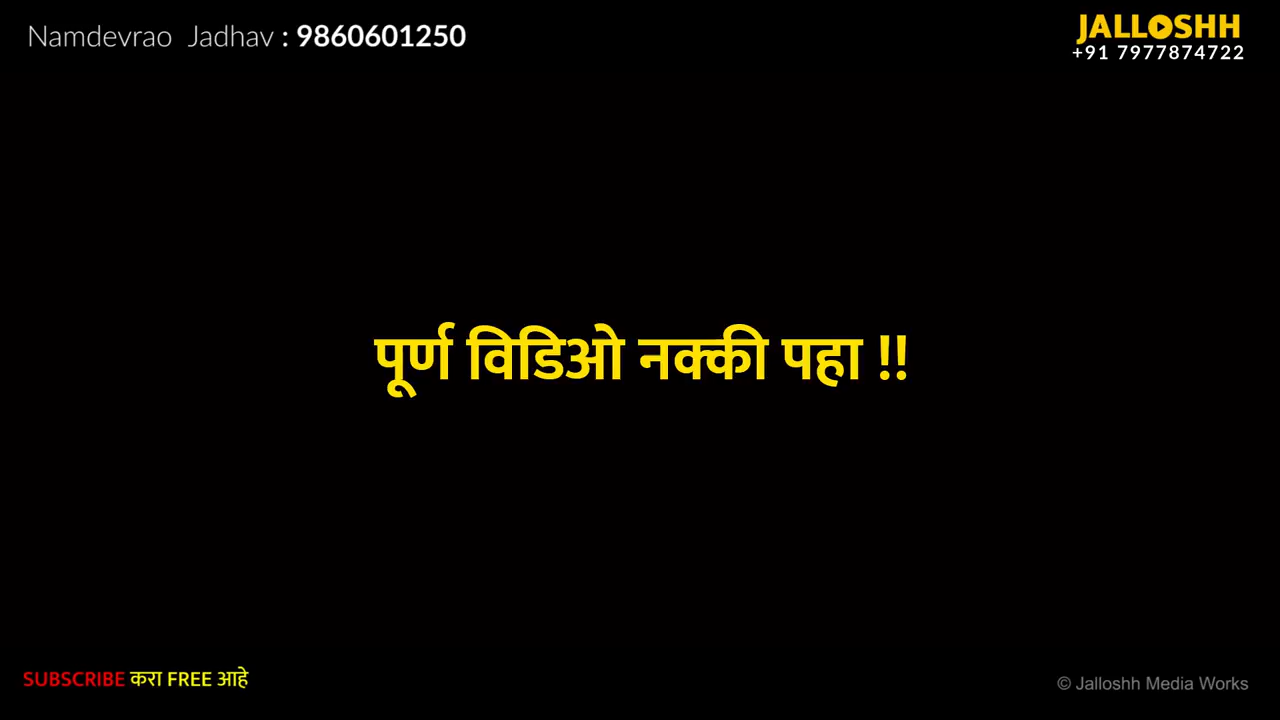 Namdevrao Jadhav : 9860601250
JALLOSHH
+91 7977874722
पूर्ण विडिओ नक्की पहा !!
SUBSCRIBE करा FREE आहे
© Jalloshh Media Works